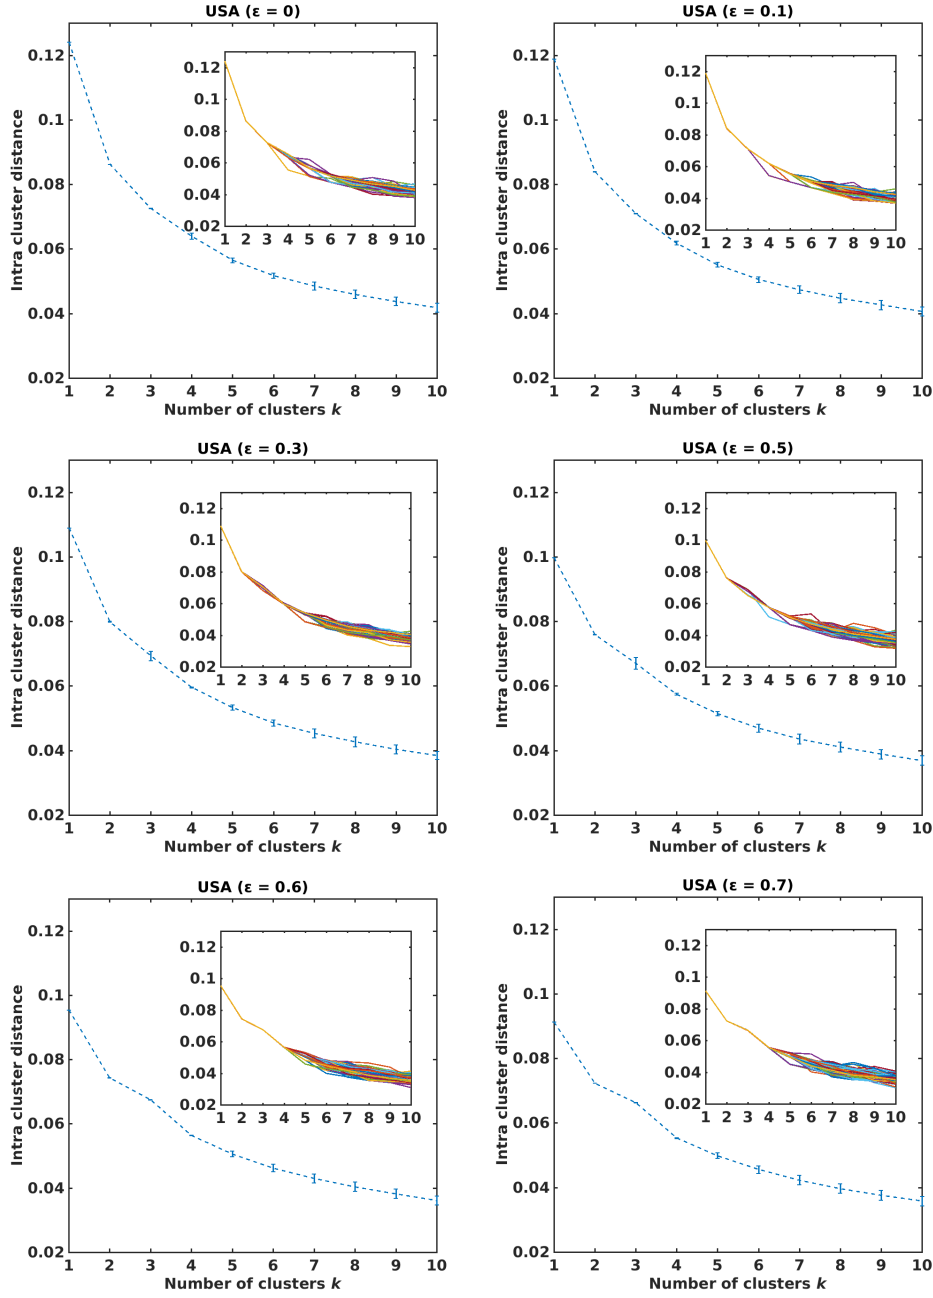 USA (ε = 0)
0.12
0.1
0.08
0.06
0.04
0.02
1 2 3 4 5 6 7 8 9 10
Intra cluster distance
Number of clusters k
0.12
0.1
0.08
0.06
0.04
0.02
1 2 3 4 5 6 7 8 9 10
USA (ε = 0.1)
0.12
0.1
0.08
0.06
0.04
0.02
1 2 3 4 5 6 7 8 9 10
Intra cluster distance
Number of clusters k
0.12
0.1
0.08
0.06
0.04
0.02
1 2 3 4 5 6 7 8 9 10
USA (ε = 0.3)
0.12
0.1
0.08
0.06
0.04
0.02
1 2 3 4 5 6 7 8 9 10
Intra cluster distance
Number of clusters k
0.12
0.1
0.08
0.06
0.04
0.02
1 2 3 4 5 6 7 8 9 10
USA (ε = 0.5)
0.12
0.1
0.08
0.06
0.04
0.02
1 2 3 4 5 6 7 8 9 10
Intra cluster distance
Number of clusters k
0.12
0.1
0.08
0.06
0.04
0.02
1 2 3 4 5 6 7 8 9 10
USA (ε = 0.6)
0.12
0.1
0.08
0.06
0.04
0.02
1 2 3 4 5 6 7 8 9 10
Intra cluster distance
Number of clusters k
0.12
0.1
0.08
0.06
0.04
0.02
1 2 3 4 5 6 7 8 9 10
USA (ε = 0.7)
0.12
0.1
0.08
0.06
0.04
0.02
1 2 3 4 5 6 7 8 9 10
Intra cluster distance
Number of clusters k
0.12
0.1
0.08
0.06
0.04
0.02
1 2 3 4 5 6 7 8 9 10